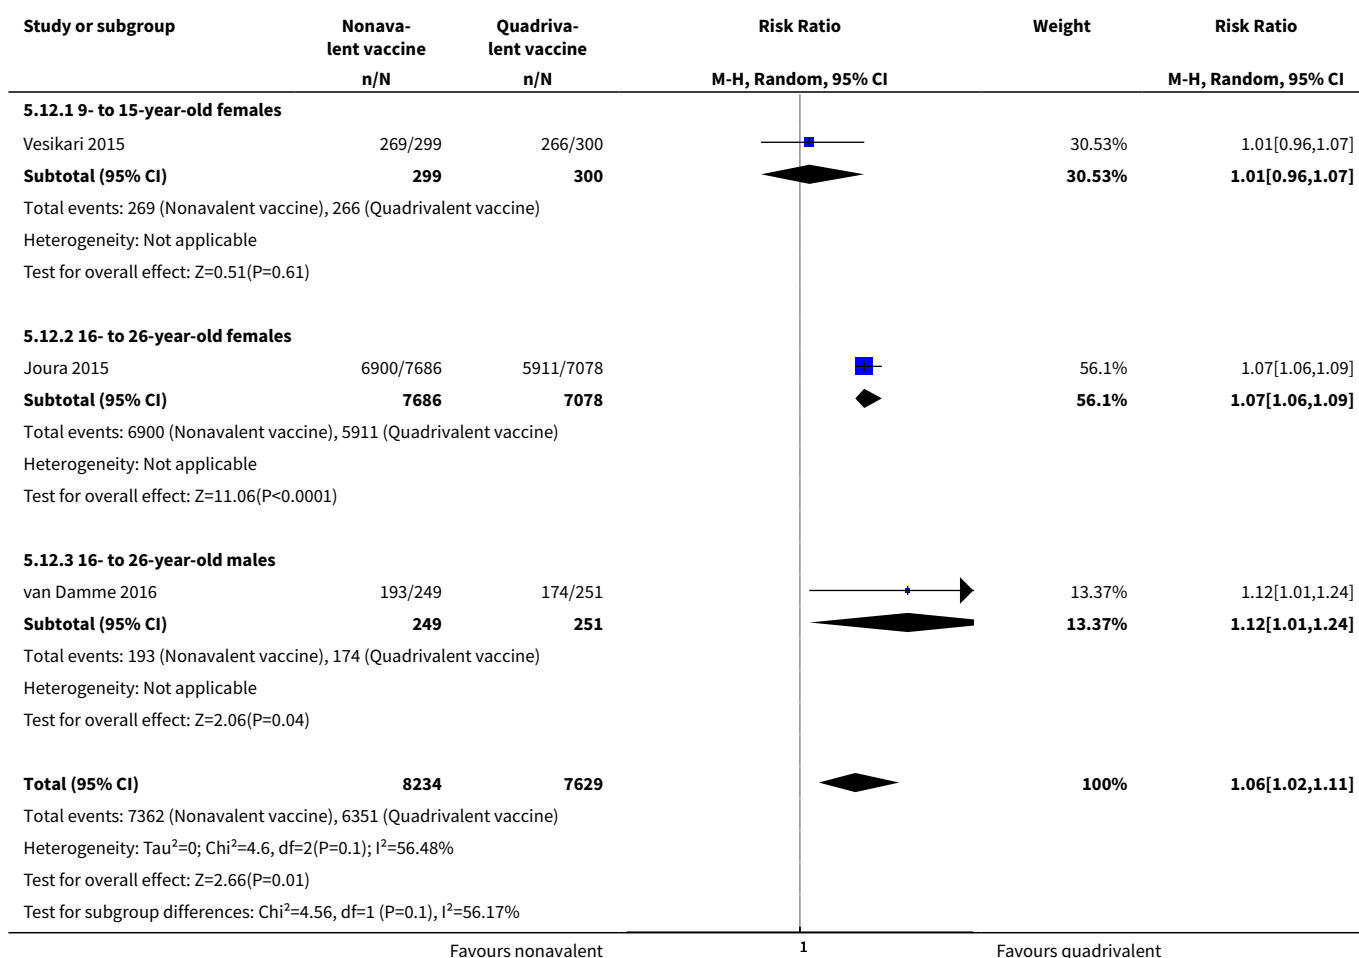 Study or subgroup Nonava- Quadriva- Risk Ratio Weight Risk Ratio
lent vaccine lent vaccine
n/N n/N M-H, Random, 95% CI M-H, Random, 95% CI
5.12.1 9- to 15-year-old females
Vesikari 2015 269/299 266/300 30.53% 1.01[0.96,1.07]
Subtotal (95% CI) 299 300 30.53% 1.01[0.96,1.07]
Total events: 269 (Nonavalent vaccine), 266 (Quadrivalent vaccine)
Heterogeneity: Not applicable
Test for overall effect: Z=0.51(P=0.61)
5.12.2 16- to 26-year-old females
Joura 2015 6900/7686 5911/7078 56.1% 1.07[1.06,1.09]
Subtotal (95% CI) 7686 7078 56.1% 1.07[1.06,1.09]
Total events: 6900 (Nonavalent vaccine), 5911 (Quadrivalent vaccine)
Heterogeneity: Not applicable
Test for overall effect: Z=11.06(P<0.0001)
5.12.3 16- to 26-year-old males
van Damme 2016 193/249 174/251 13.37% 1.12[1.01,1.24]
Subtotal (95% CI) 249 251 13.37% 1.12[1.01,1.24]
Total events: 193 (Nonavalent vaccine), 174 (Quadrivalent vaccine)
Heterogeneity: Not applicable
Test for overall effect: Z=2.06(P=0.04)
Total (95% CI) 8234 7629 100% 1.06[1.02,1.11]
Total events: 7362 (Nonavalent vaccine), 6351 (Quadrivalent vaccine)
Heterogeneity: Tau²=0; Chi²=4.6, df=2(P=0.1); I²=56.48%
Test for overall effect: Z=2.66(P=0.01)
Test for subgroup differences: Chi²=4.56, df=1 (P=0.1), I²=56.17%
Favours nonavalent 1 Favours quadrivalent